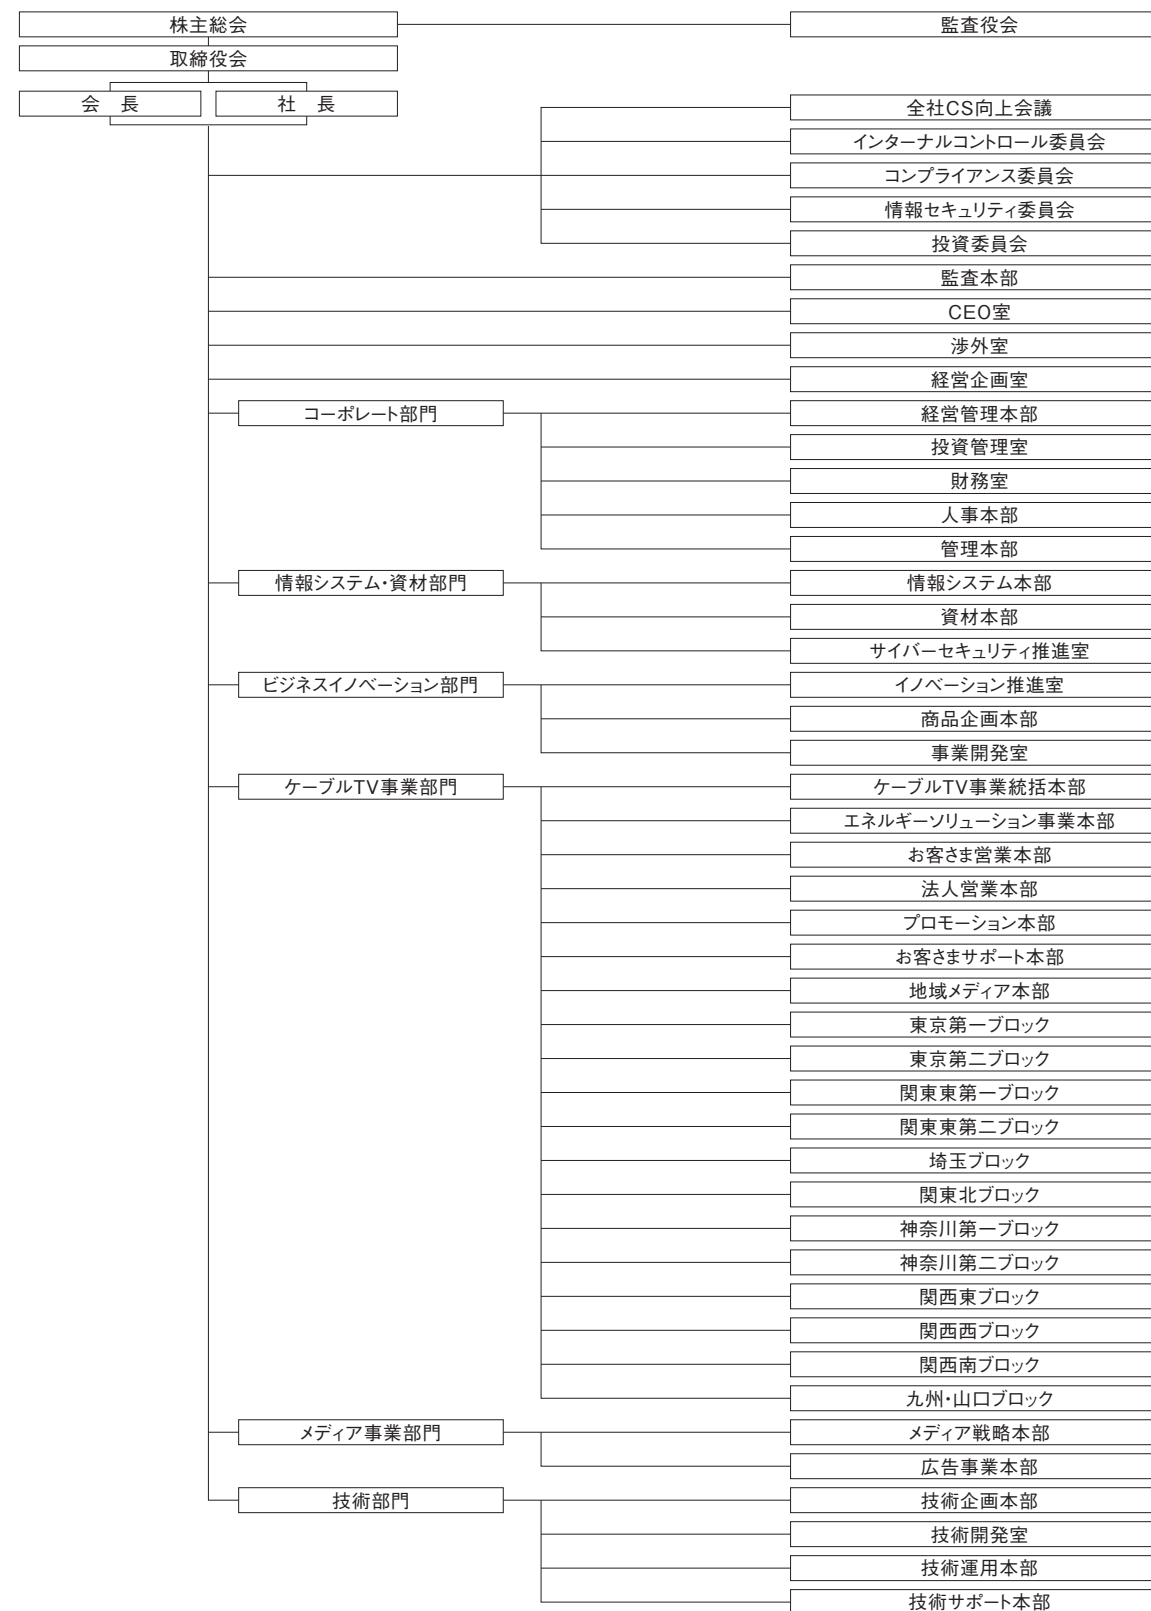 株主総会
監査役会
取締役会
会　長
社　長
全社CS向上会議
インターナルコントロール委員会
コンプライアンス委員会
情報セキュリティ委員会
投資委員会
監査本部
CEO室
渉外室
経営企画室
コーポレート部門
経営管理本部
投資管理室
財務室
人事本部
管理本部
情報システム・資材部門
情報システム本部
資材本部
サイバーセキュリティ推進室
ビジネスイノベーション部門
イノベーション推進室
商品企画本部
事業開発室
ケーブルTV事業部門
ケーブルTV事業統括本部
エネルギーソリューション事業本部
お客さま営業本部
法人営業本部
プロモーション本部
お客さまサポート本部
地域メディア本部
東京第一ブロック
東京第二ブロック
関東東第一ブロック
関東東第二ブロック
埼玉ブロック
関東北ブロック
神奈川第一ブロック
神奈川第二ブロック
関西東ブロック
関西西ブロック
関西南ブロック
九州・山口ブロック
メディア事業部門
メディア戦略本部
広告事業本部
技術部門
技術企画本部
技術開発室
技術運用本部
技術サポート本部